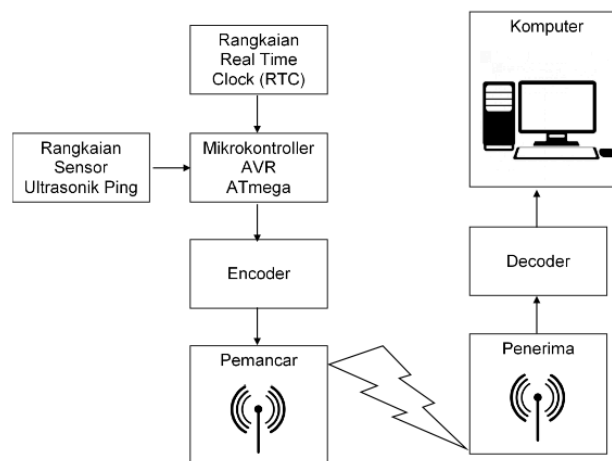 Rangkaian
Real Time
Clock (RTC)
Komputer
Rangkaian
Sensor
Ultrasonik Ping
Mikrokontroller
AVR
ATmega
Encoder
Decoder
Pemancar
Penerima